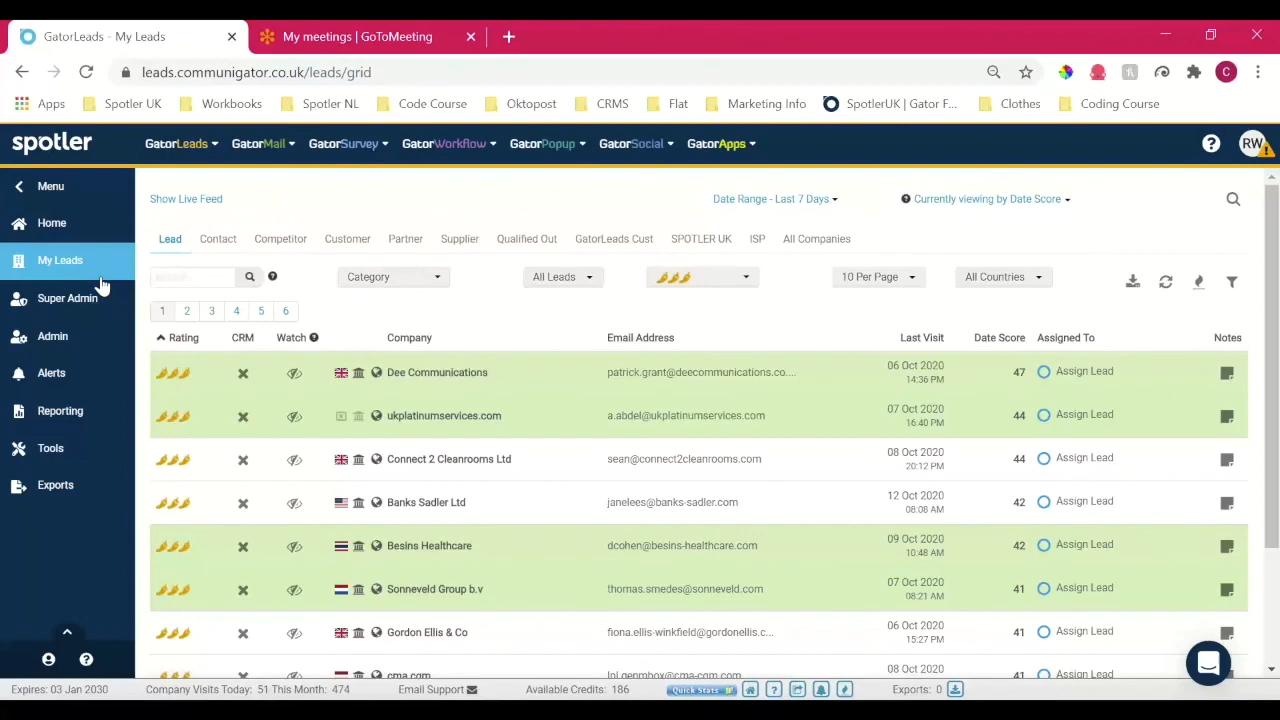 GatorLeads - My Leads
My meetings | GoToMeeting
leads.communigator.co.uk/leads/grid
Apps Spotler UK Workbooks Spotler NL Code Course Oktopost CRMS Flat Marketing Info SpotlerUK | Gator F... Clothes Coding Course
spotler GatorLeads GatorMail GatorSurvey GatorWorkflow GatorPopup GatorSocial GatorApps ? RW
Menu
Home
My Leads
Super Admin
Admin
Alerts
Reporting
Tools
Exports
Show Live Feed Date Range - Last 7 Days Currently viewing by Date Score
Lead Contact Competitor Customer Partner Supplier Qualified Out GatorLeads Cust SPOTLER UK ISP All Companies
Category All Leads 10 Per Page All Countries
1 2 3 4 5 6
Rating CRM Watch Company Email Address Last Visit Date Score Assigned To Notes
Dee Communications patrick.grant@deecommunications.co.... 06 Oct 2020 14:36 PM 47 Assign Lead
ukplatinumservices.com a.abdel@ukplatinumservices.com 07 Oct 2020 16:40 PM 44 Assign Lead
Connect 2 Cleanrooms Ltd sean@connect2cleanrooms.com 08 Oct 2020 20:12 PM 44 Assign Lead
Banks Sadler Ltd janelees@banks-sadler.com 12 Oct 2020 08:08 AM 42 Assign Lead
Besins Healthcare dcohen@besins-healthcare.com 09 Oct 2020 10:48 AM 42 Assign Lead
Sonneveld Group b.v thomas.smedes@sonneveld.com 07 Oct 2020 08:21 AM 41 Assign Lead
Gordon Ellis & Co fiona.ellis-winkfield@gordonellis.c... 06 Oct 2020 15:27 PM 41 Assign Lead
cma cgm lol.genmbox@cma-cgm.com 08 Oct 2020 41 Assign Lead
Expires: 03 Jan 2030 Company Visits Today: 51 This Month: 474 Email Support Available Credits: 186 Quick Stats Exports: 0